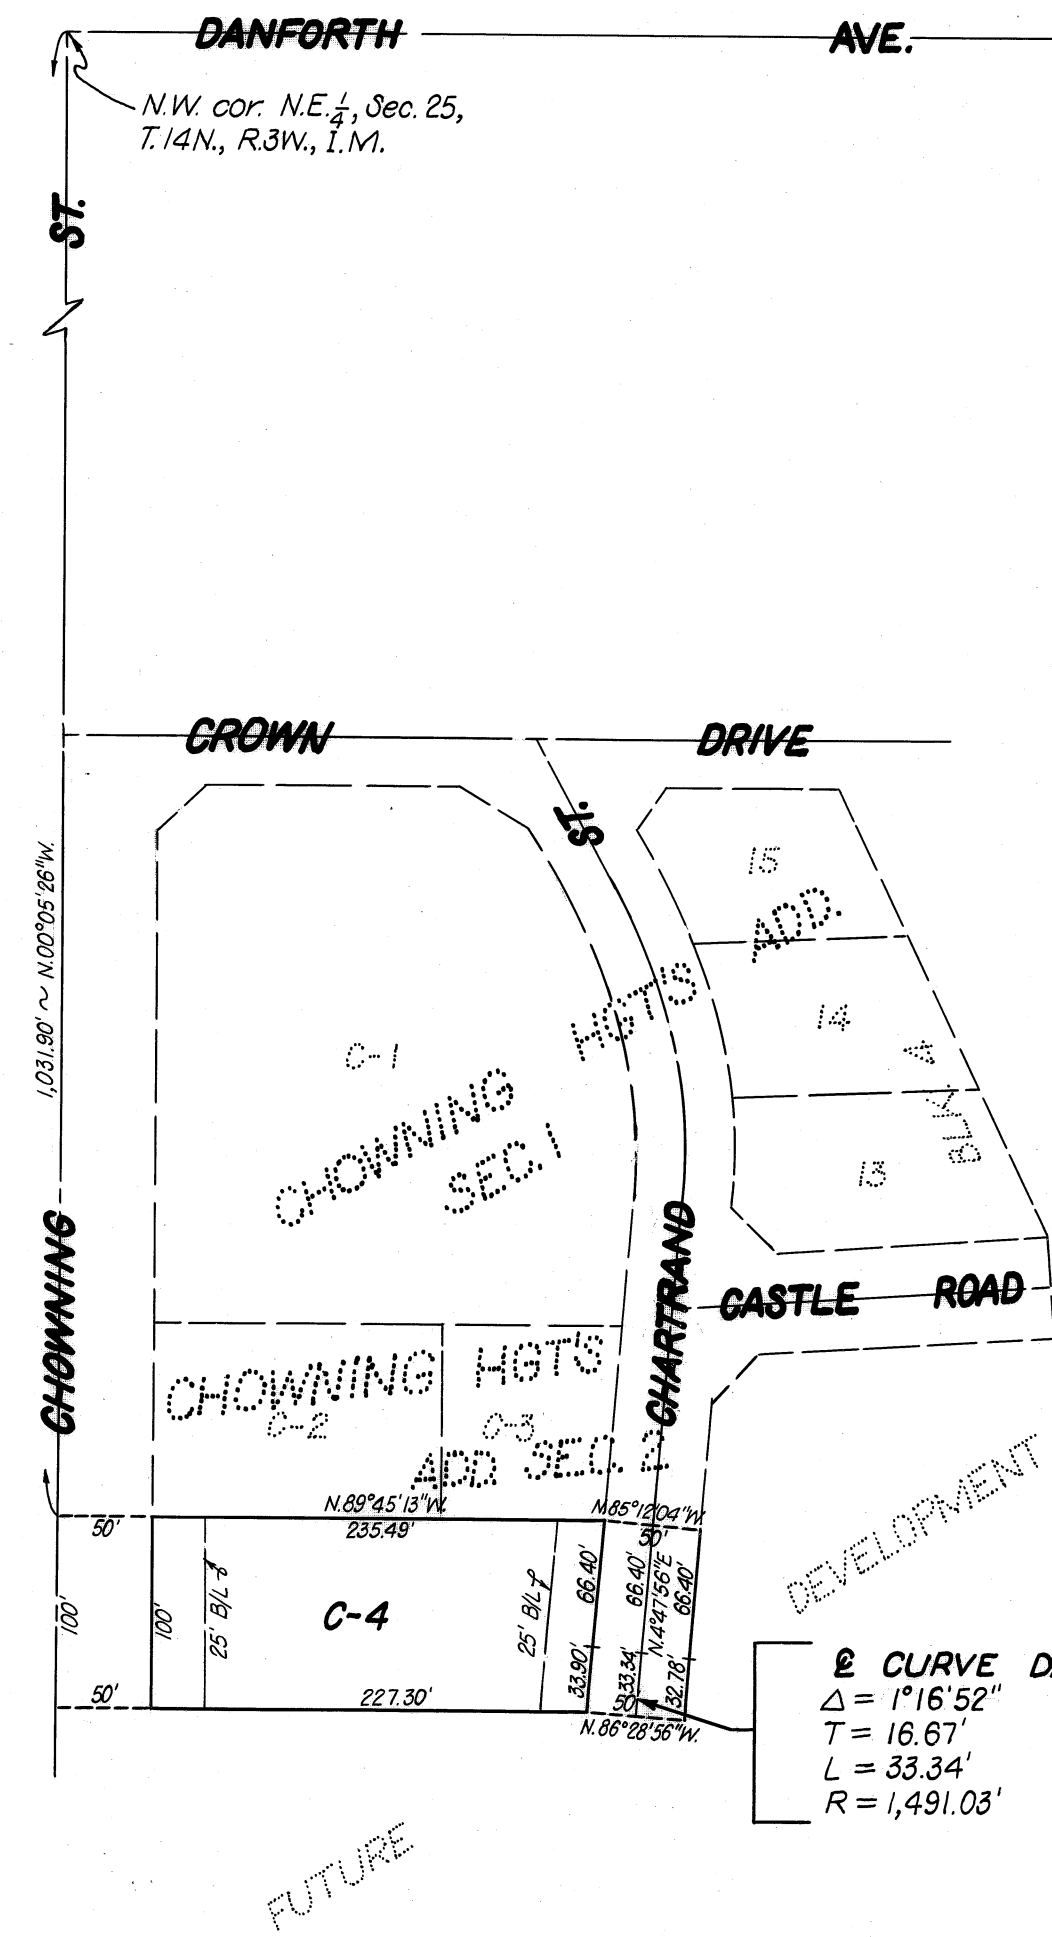 DANFORTH AVE.
N.W. cor. N.E. 1/4, Sec. 25,
T.14N., R.3W., I.M.
ST.
CROWN DRIVE
ST.
15
ADD.
1,031.90' ~ N.00°05'26"W.
HGT'S
14
C-1
4
BLK.
CHOWNING
SEC. 1
13
CHOWNING
CHARTRAND
CASTLE ROAD
CHOWNING HGT'S
C-2
C-3
ADD. SEC. 2
DEVELOPMENT
N.89°45'13"W.
N.85°12'04"W.
50'
235.49'
50'
100'
100'
25' B/L
C-4
25' B/L
66.40'
66.40'
N.4°47'56"E
66.40'
33.90'
33.34'
32.78'
50'
227.30'
50'
N.86°28'56"W.
℄ CURVE
Δ = 1°16'52"
T = 16.67'
L = 33.34'
R = 1,491.03'
FUTURE